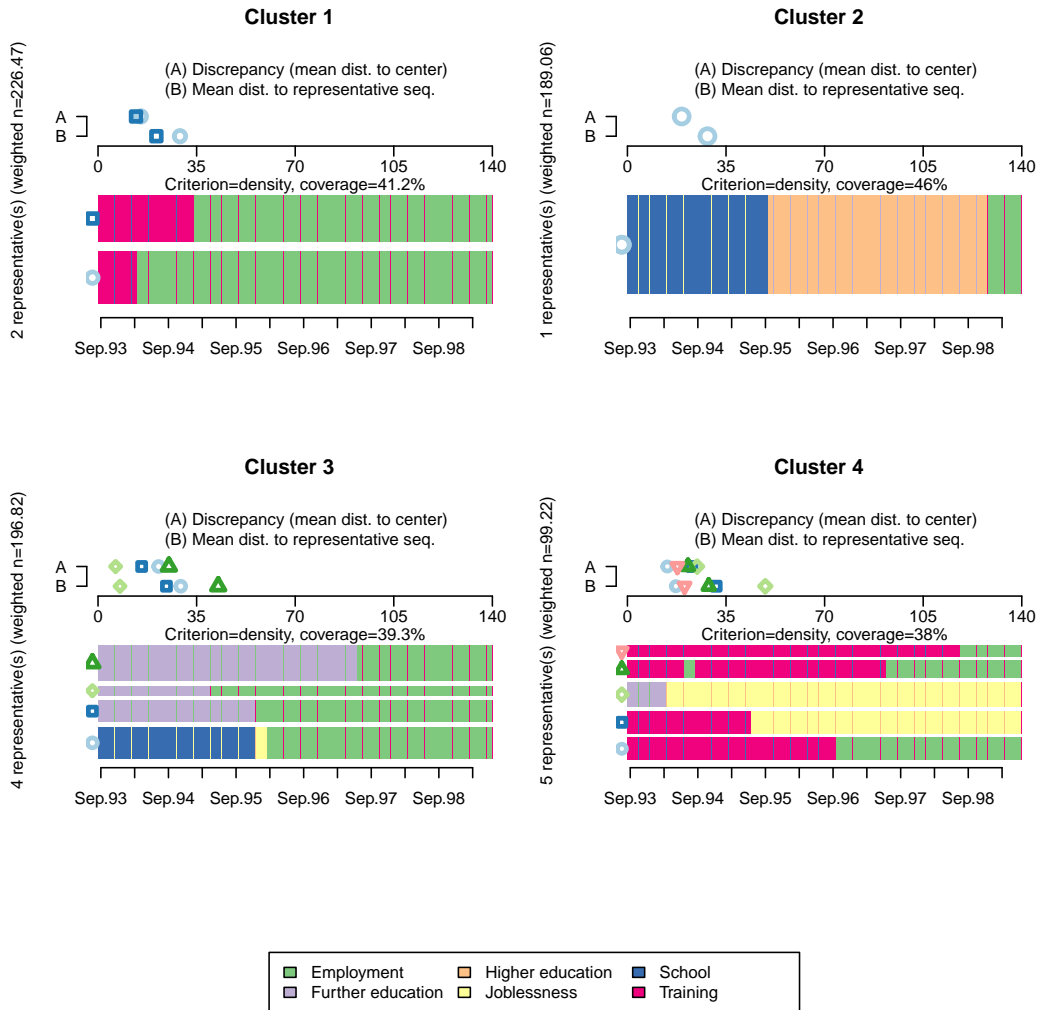 Cluster 1
2 representative(s) (weighted n=226.47)
(A) Discrepancy (mean dist. to center)
(B) Mean dist. to representative seq.
A
B
0 35 70 105 140
Criterion=density, coverage=41.2%
Sep.93 Sep.94 Sep.95 Sep.96 Sep.97 Sep.98
Cluster 2
1 representative(s) (weighted n=189.06)
(A) Discrepancy (mean dist. to center)
(B) Mean dist. to representative seq.
A
B
0 35 70 105 140
Criterion=density, coverage=46%
Sep.93 Sep.94 Sep.95 Sep.96 Sep.97 Sep.98
Cluster 3
4 representative(s) (weighted n=196.82)
(A) Discrepancy (mean dist. to center)
(B) Mean dist. to representative seq.
A
B
0 35 70 105 140
Criterion=density, coverage=39.3%
Sep.93 Sep.94 Sep.95 Sep.96 Sep.97 Sep.98
Cluster 4
5 representative(s) (weighted n=99.22)
(A) Discrepancy (mean dist. to center)
(B) Mean dist. to representative seq.
A
B
0 35 70 105 140
Criterion=density, coverage=38%
Sep.93 Sep.94 Sep.95 Sep.96 Sep.97 Sep.98
Employment Higher education School
Further education Joblessness Training